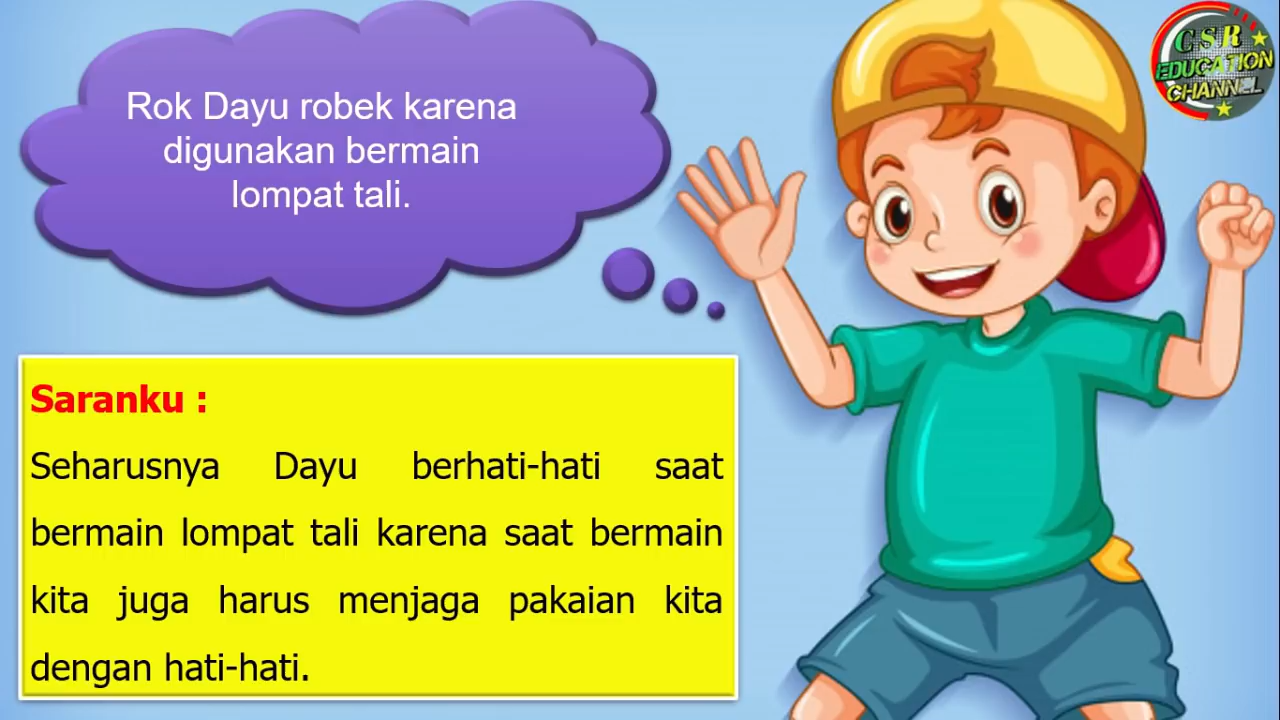 Rok Dayu robek karena
digunakan bermain
lompat tali.
CSR
EDUCATION
CHANNEL
Saranku :
Seharusnya Dayu berhati-hati saat
bermain lompat tali karena saat bermain
kita juga harus menjaga pakaian kita
dengan hati-hati.